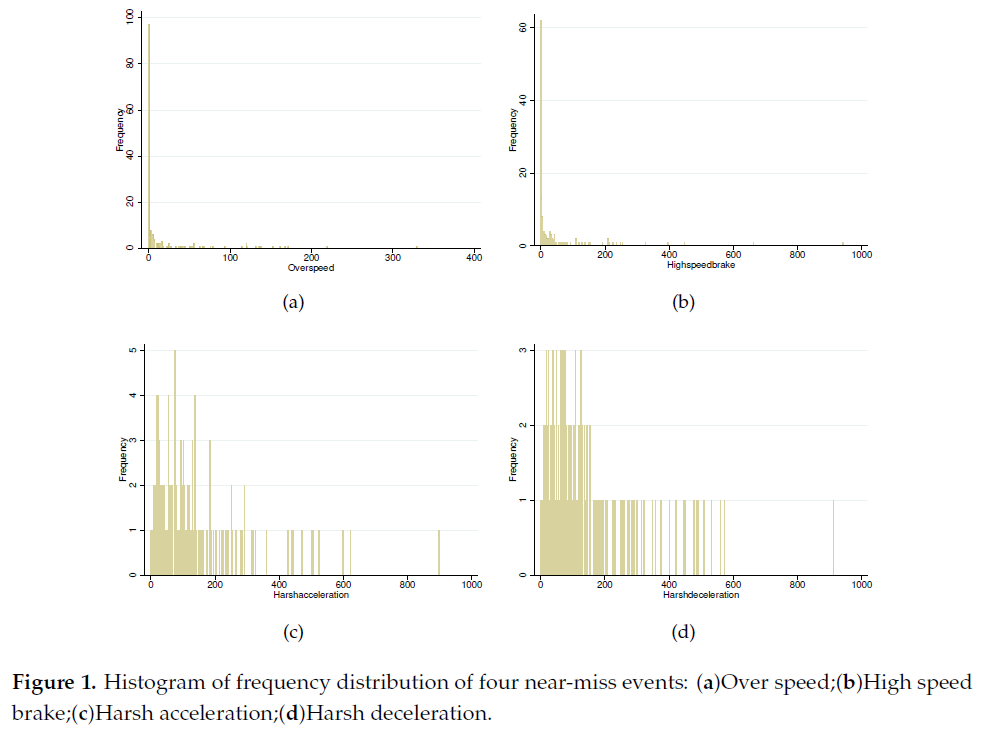 100
80
60
40
20
0
Frequency
0 100 200 300 400
Overspeed
(a)
60
40
20
0
Frequency
0 200 400 600 800 1000
Highspeedbrake
(b)
5
4
3
2
1
0
Frequency
0 200 400 600 800 1000
Harshacceleration
(c)
3
2
1
0
Frequency
0 200 400 600 800 1000
Harshdeceleration
(d)
Figure 1. Histogram of frequency distribution of four near-miss events: (a)Over speed;(b)High speed
brake;(c)Harsh acceleration;(d)Harsh deceleration.